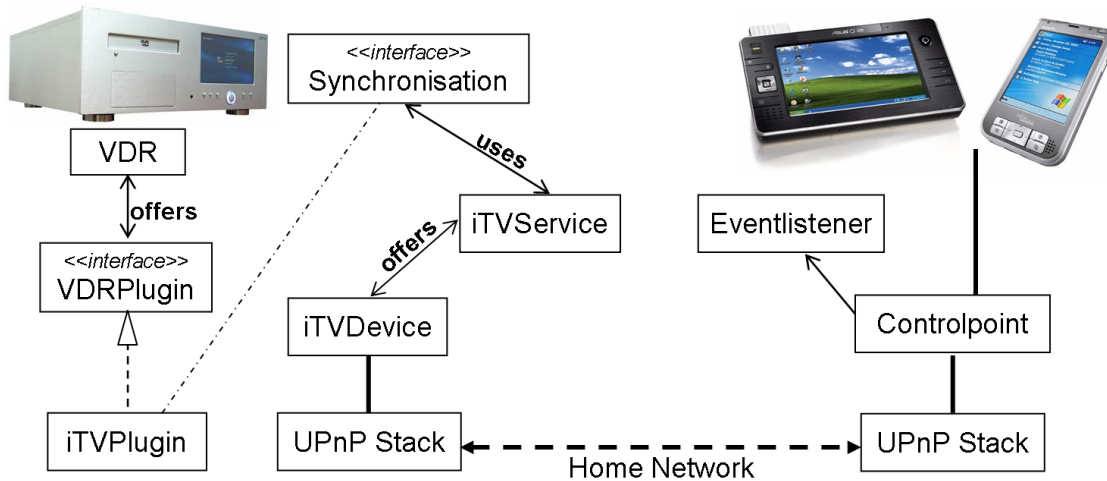 <<interface>>
Synchronisation
ASUS
VDR
uses
offers
iTVService
Eventlistener
<<interface>>
VDRPlugin
offers
iTVDevice
Controlpoint
iTVPlugin
UPnP Stack
UPnP Stack
Home Network